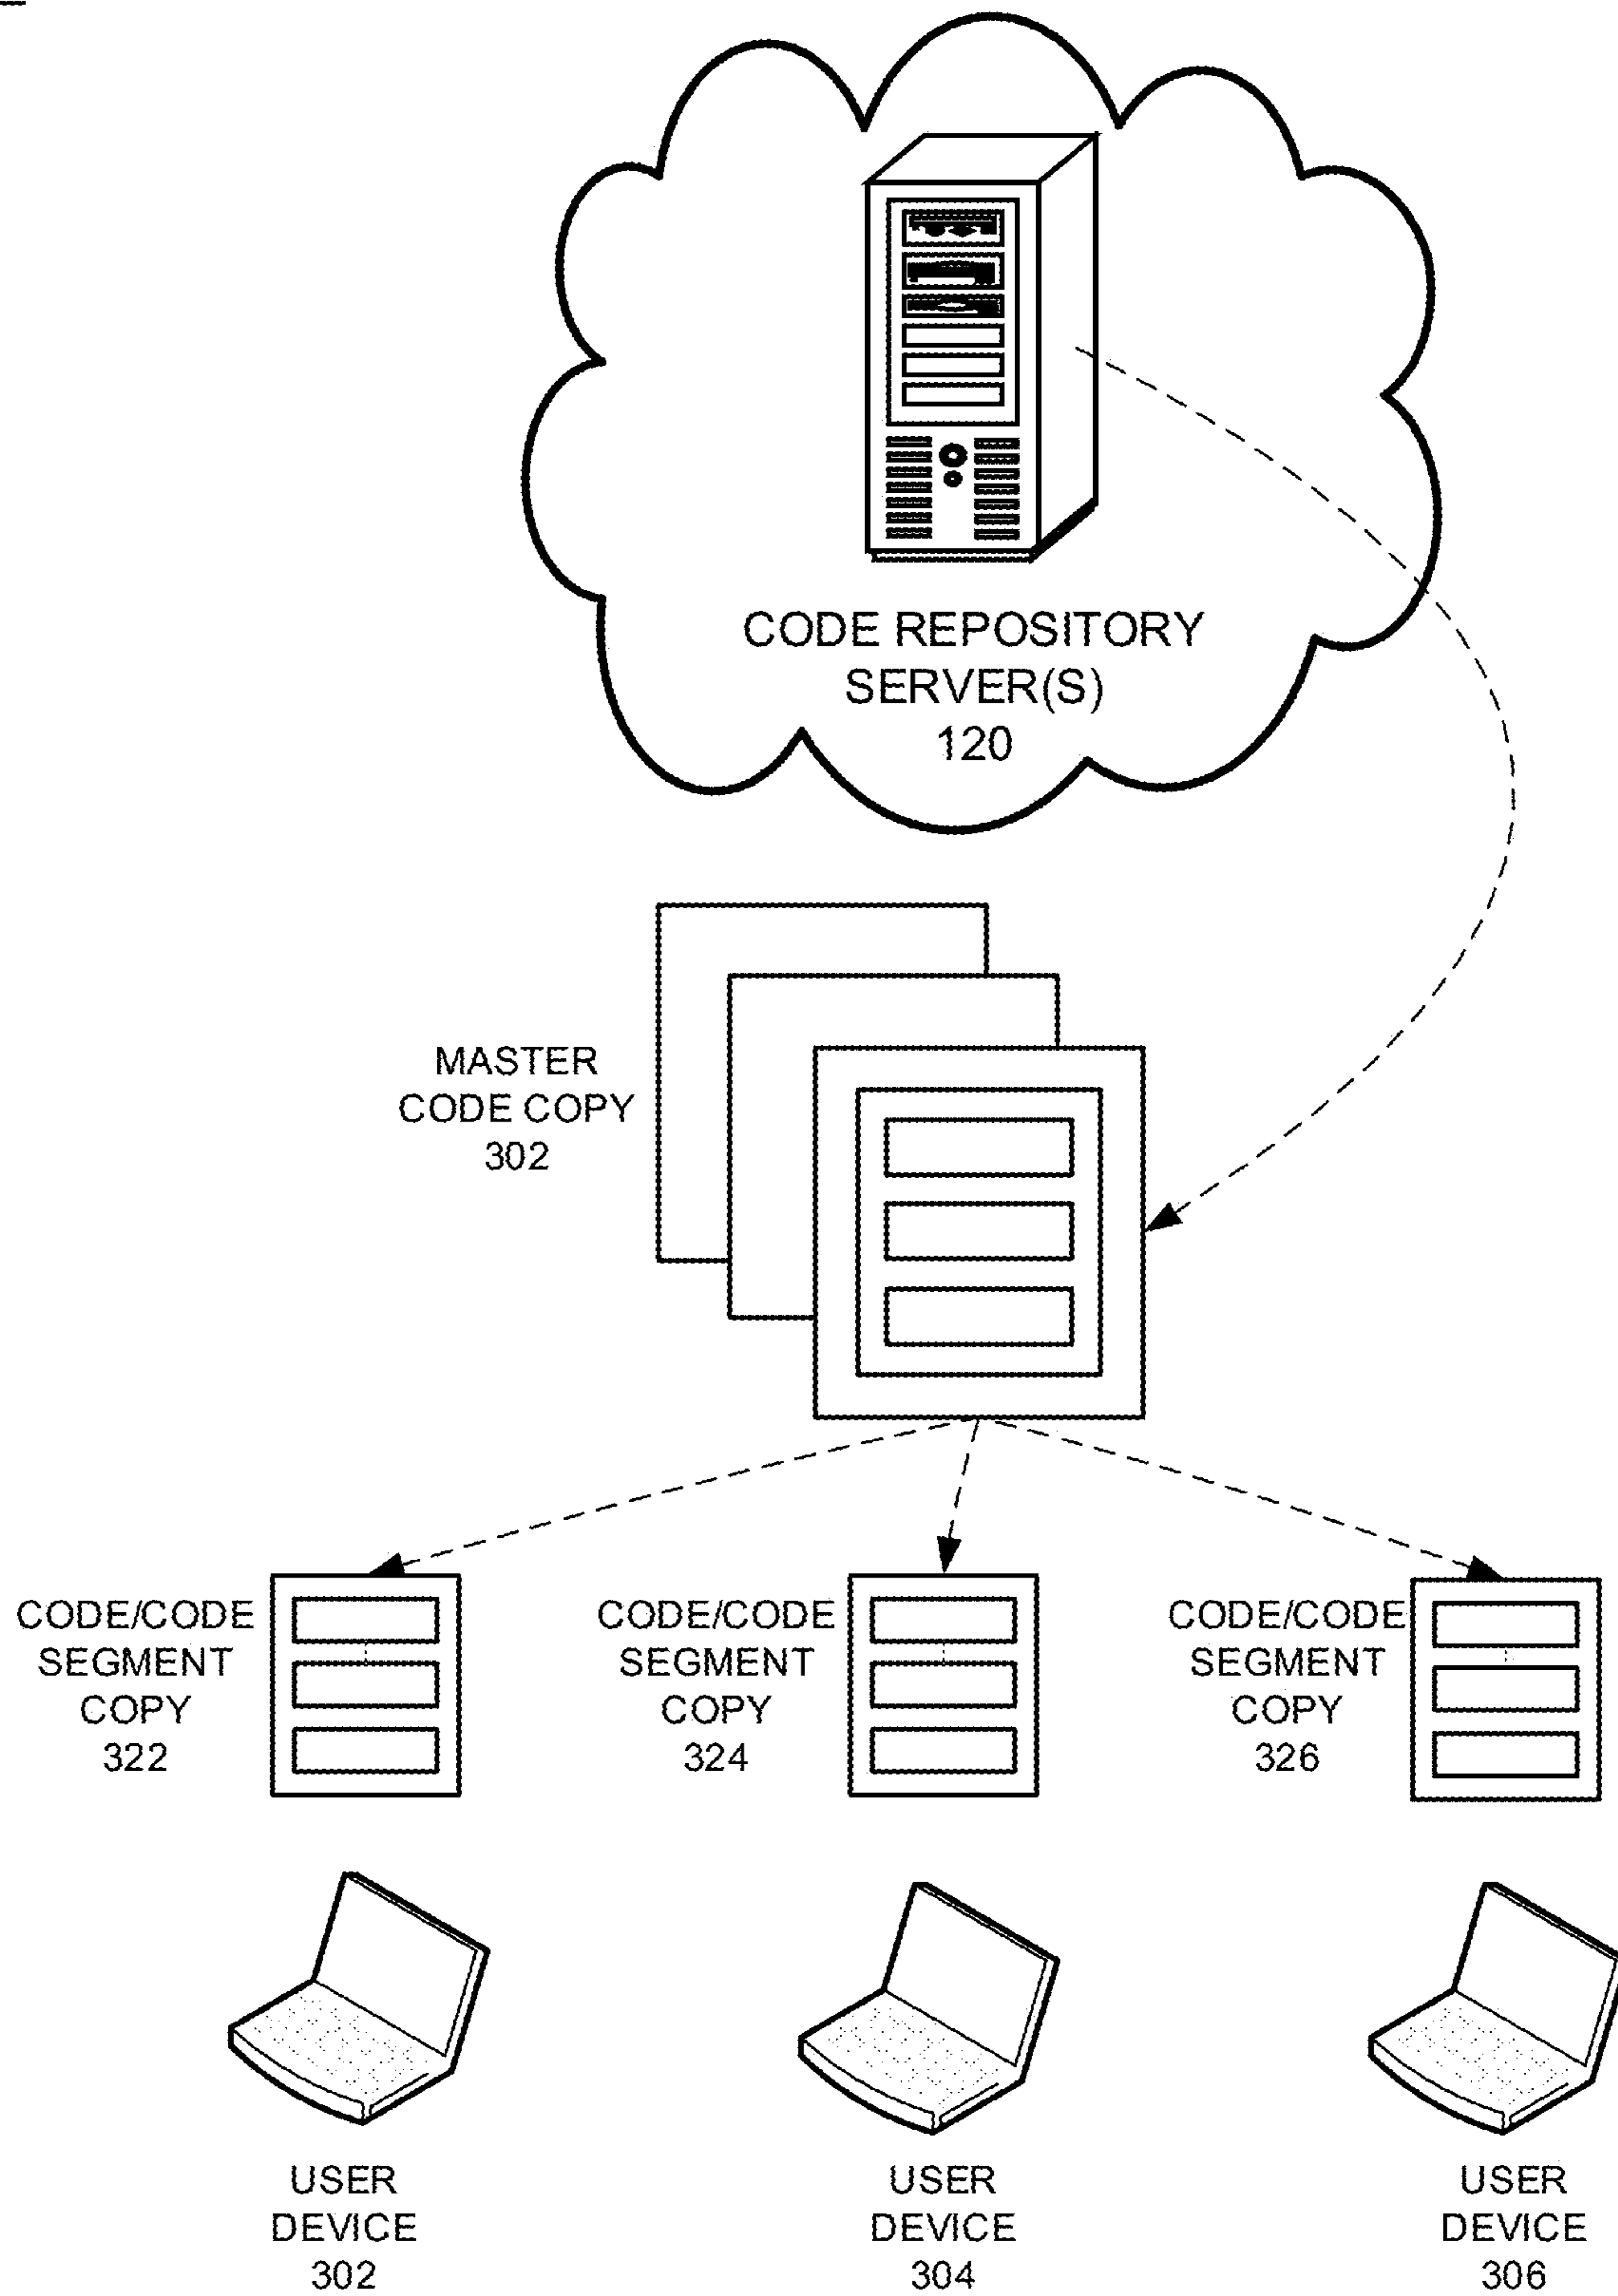 CODE REPOSITORY
SERVER(S)
120
MASTER
CODE COPY
302
CODE/CODE
SEGMENT
COPY
322
CODE/CODE
SEGMENT
COPY
324
CODE/CODE
SEGMENT
COPY
326
USER
DEVICE
302
USER
DEVICE
304
USER
DEVICE
306